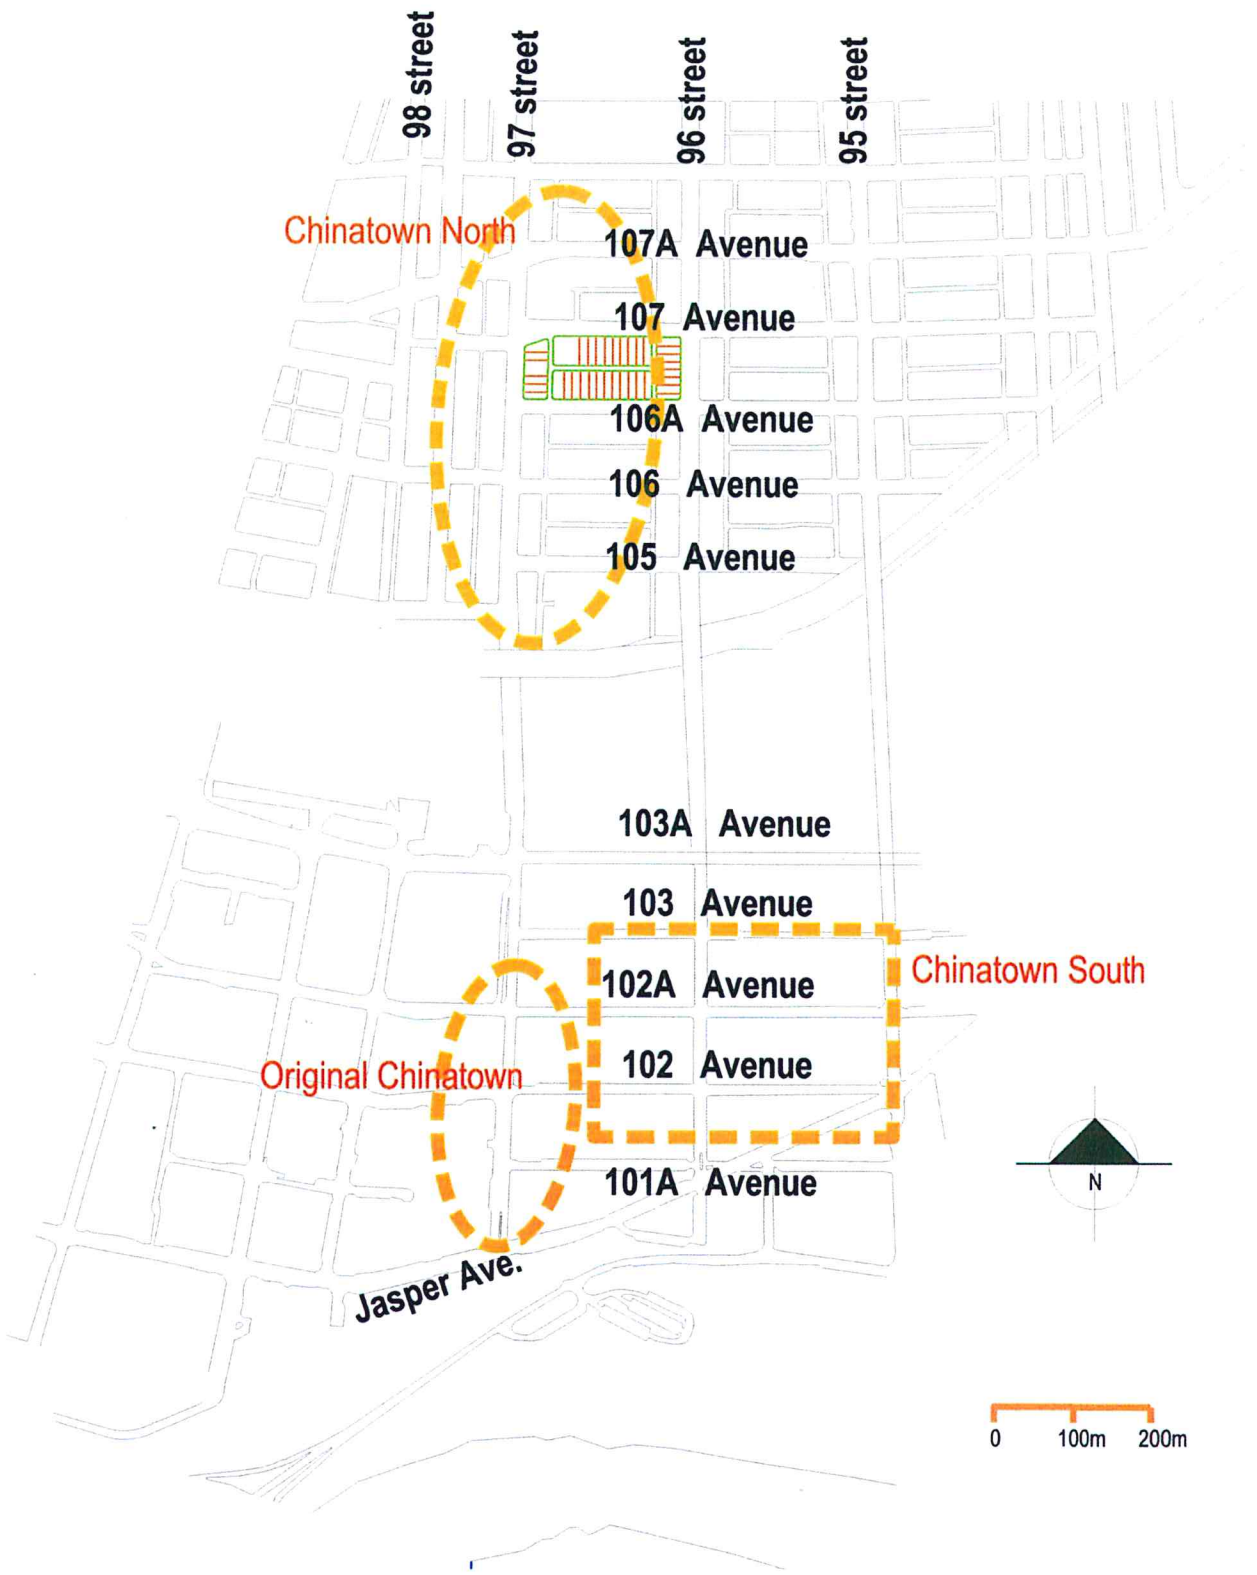 98 street
97 street
96 street
95 street
Chinatown North
107A Avenue
107 Avenue
106A Avenue
106 Avenue
105 Avenue
103A Avenue
103 Avenue
Chinatown South
102A Avenue
102 Avenue
Original Chinatown
101A Avenue
N
Jasper Ave.
0 100m 200m